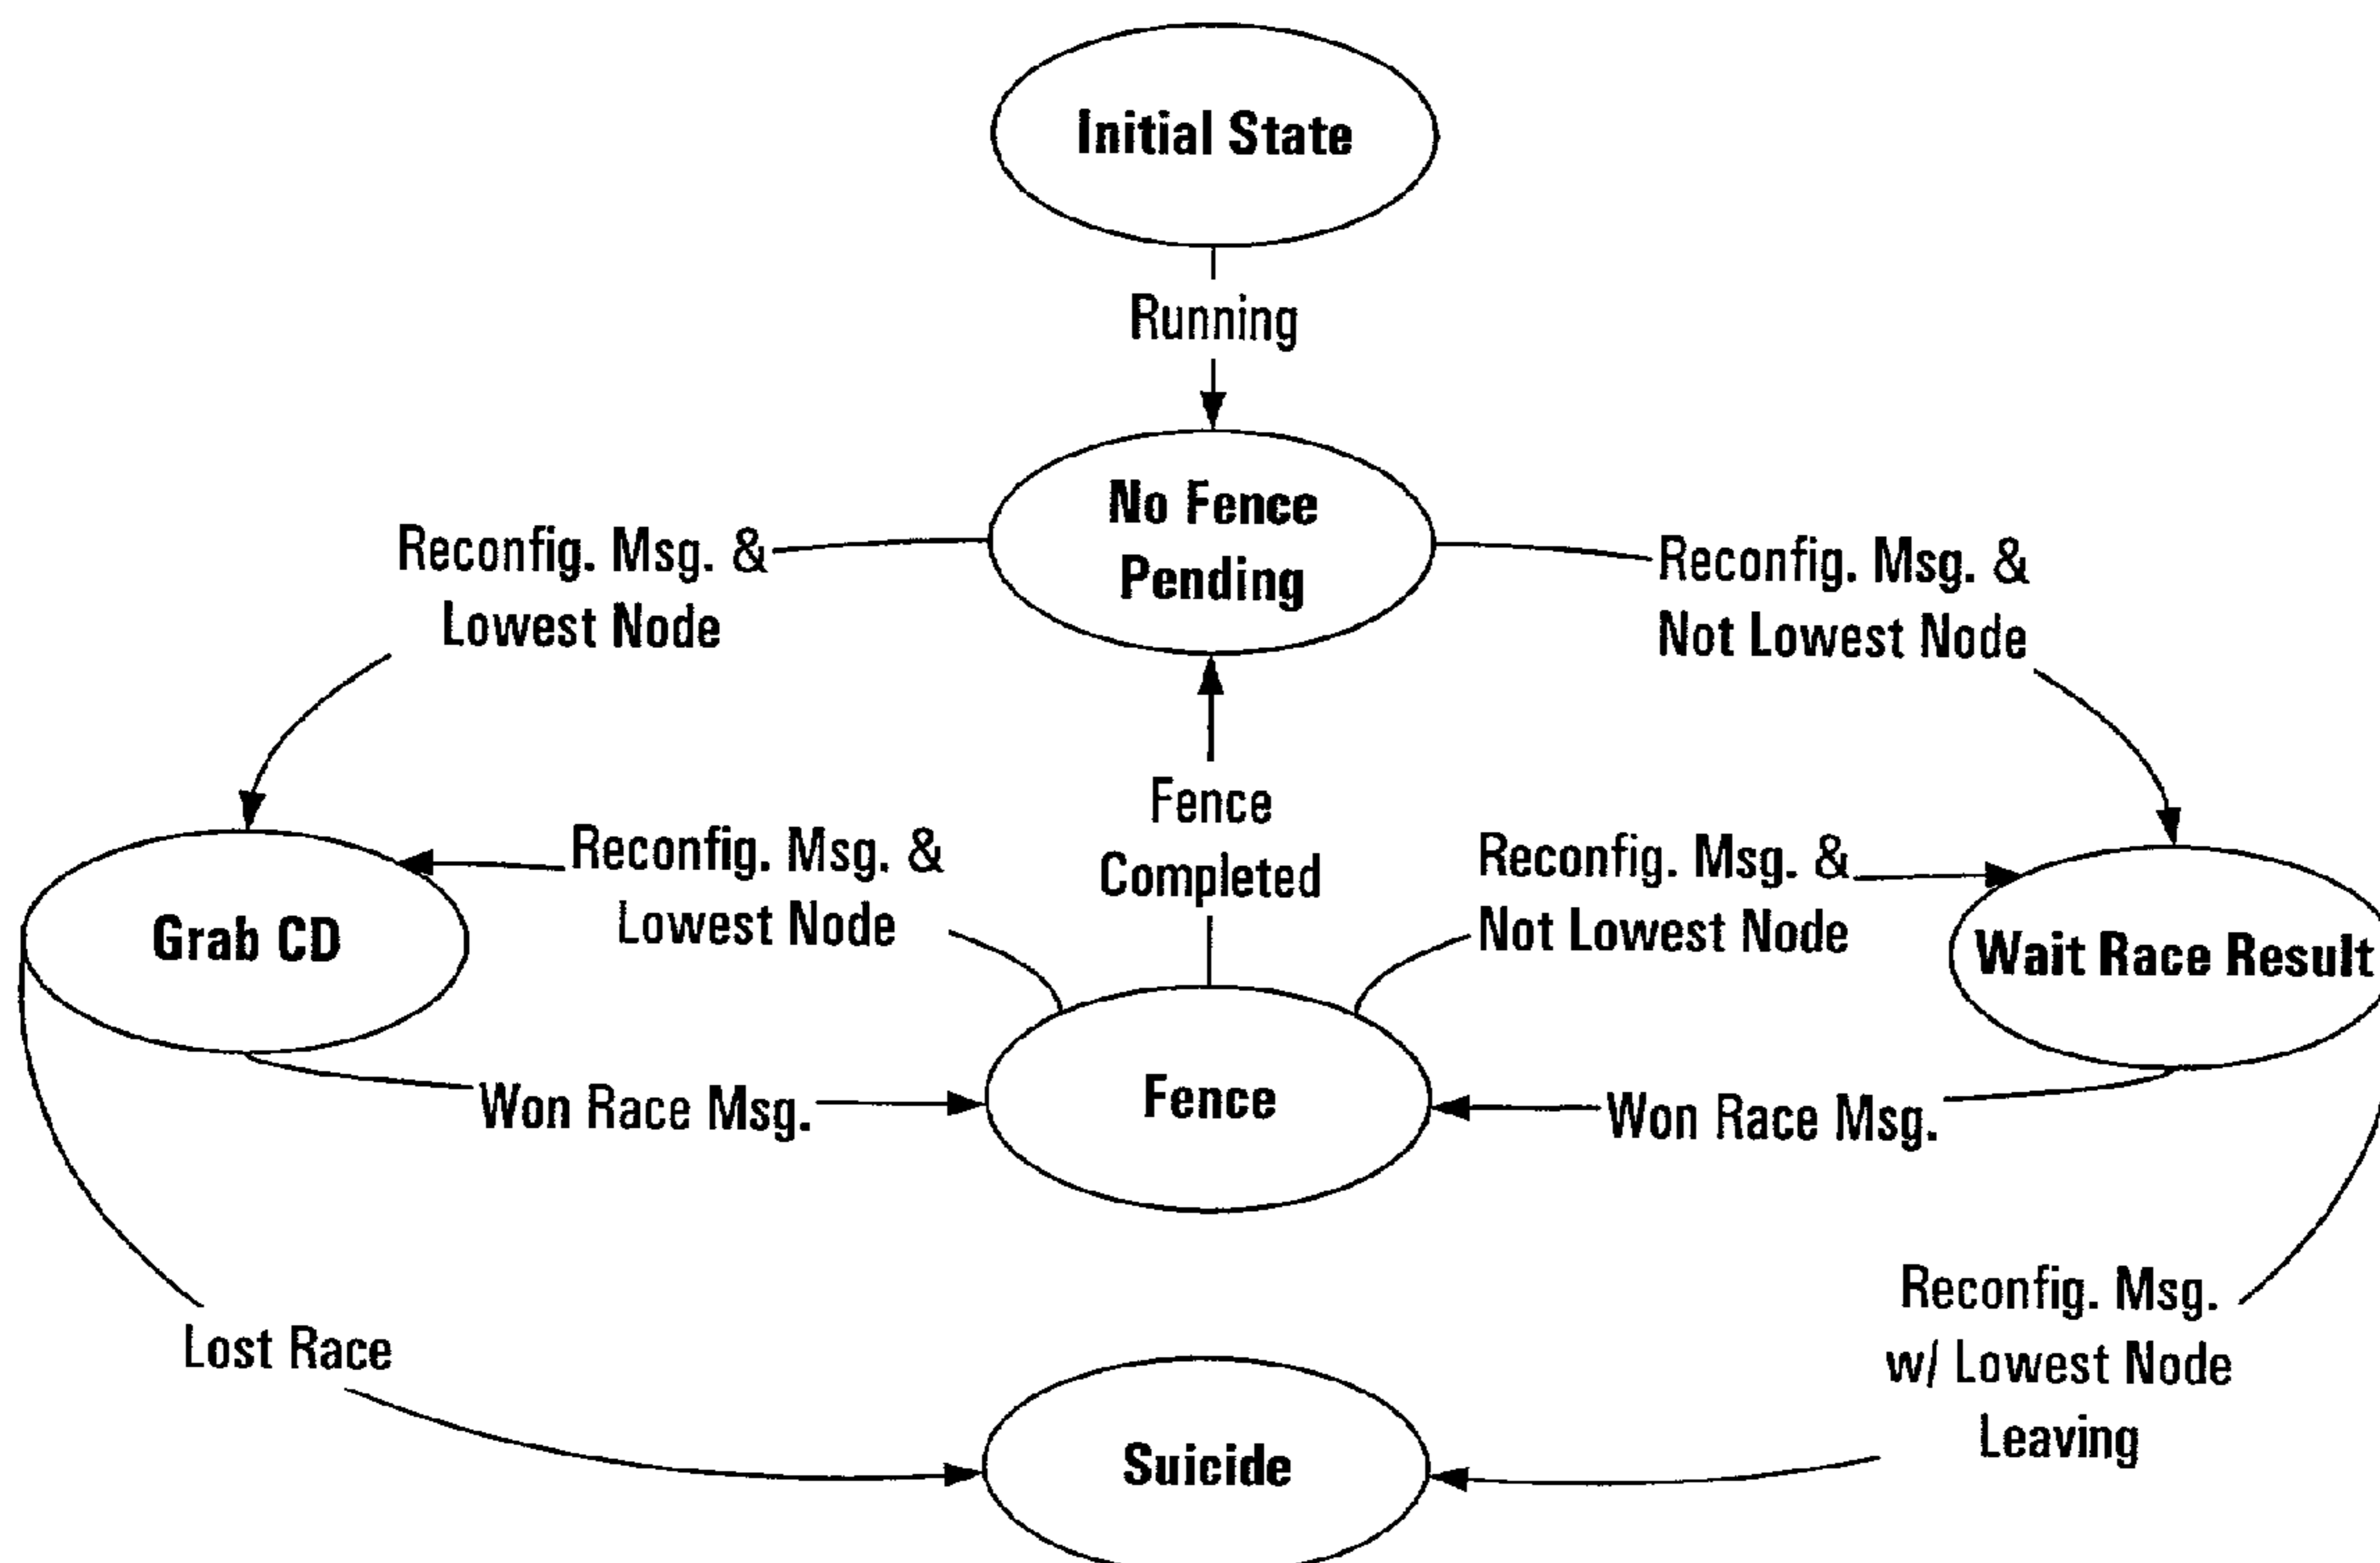 Initial State
Running
No Fence
Pending
Reconfig. Msg. &
Lowest Node
Reconfig. Msg. &
Not Lowest Node
Fence
Completed
Reconfig. Msg. &
Lowest Node
Reconfig. Msg. &
Not Lowest Node
Grab CD
Wait Race Result
Fence
Won Race Msg.
Won Race Msg.
Lost Race
Reconfig. Msg.
w/ Lowest Node
Leaving
Suicide